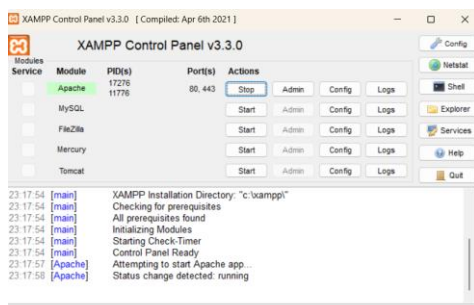 XAMPP Control Panel v3.3.0 [ Compiled: Apr 6th 2021 ]
XAMPP Control Panel v3.3.0
Config
Modules
Service Module PID(s) Port(s) Actions
Netstat
Apache 17276 11776 80, 443 Stop Admin Config Logs
Shell
MySQL Start Admin Config Logs
Explorer
FileZilla Start Admin Config Logs
Services
Mercury Start Admin Config Logs
Help
Tomcat Start Admin Config Logs
Quit
23:17:54 [main] XAMPP Installation Directory: "c:\xampp\"
23:17:54 [main] Checking for prerequisites
23:17:54 [main] All prerequisites found
23:17:54 [main] Initializing Modules
23:17:54 [main] Starting Check-Timer
23:17:54 [main] Control Panel Ready
23:17:57 [Apache] Attempting to start Apache app...
23:17:58 [Apache] Status change detected: running